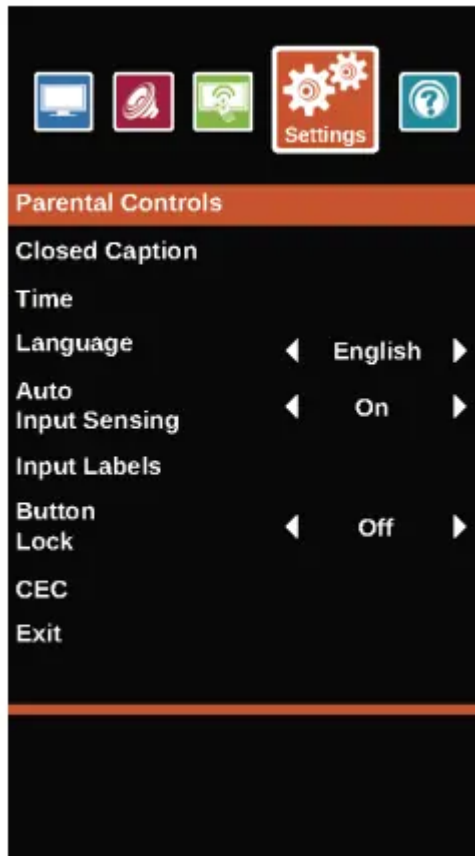 Settings
Parental Controls
Closed Caption
Time
Language English
Auto
Input Sensing On
Input Labels
Button
Lock Off
CEC
Exit